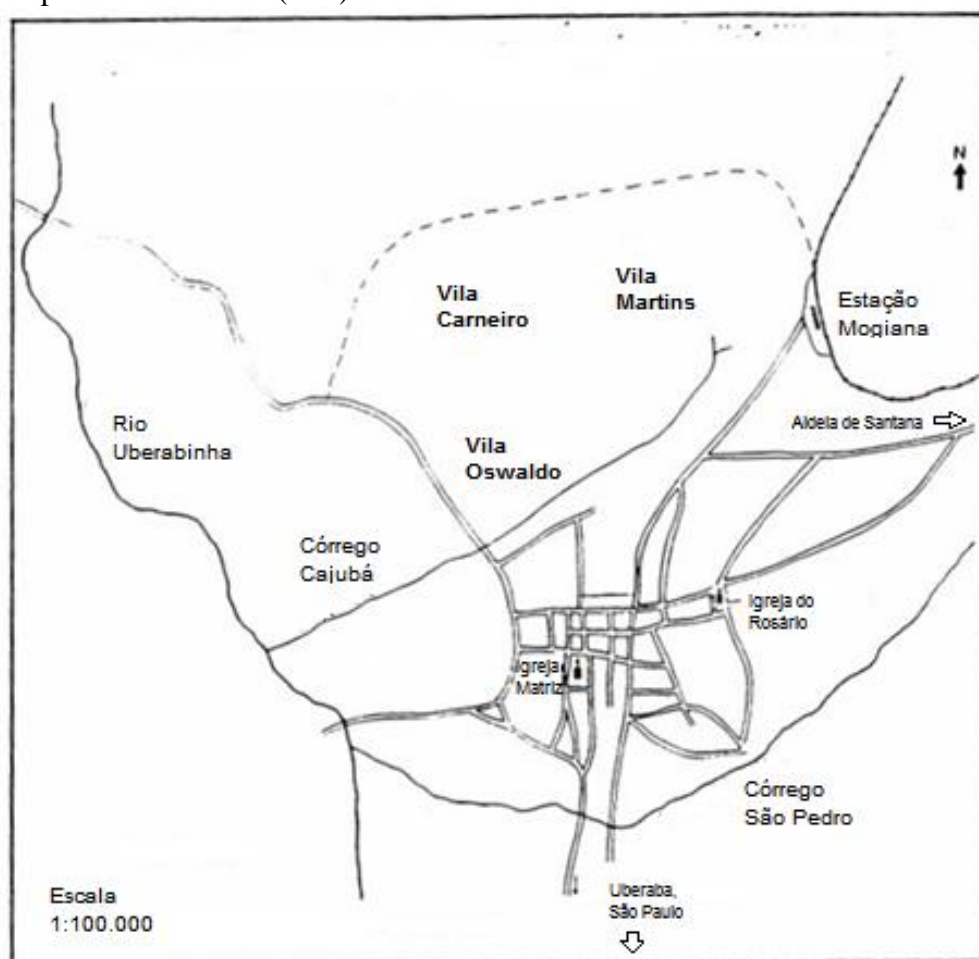 N
Vila
Carneiro
Vila
Martins
Estação
Mogiana
Aldeia de Santana
Rio
Uberabinha
Vila
Oswaldo
Córrego
Cajubá
Igreja do
Rosário
Igreja
Matriz
Córrego
São Pedro
Escala
1:100.000
Uberaba,
São Paulo